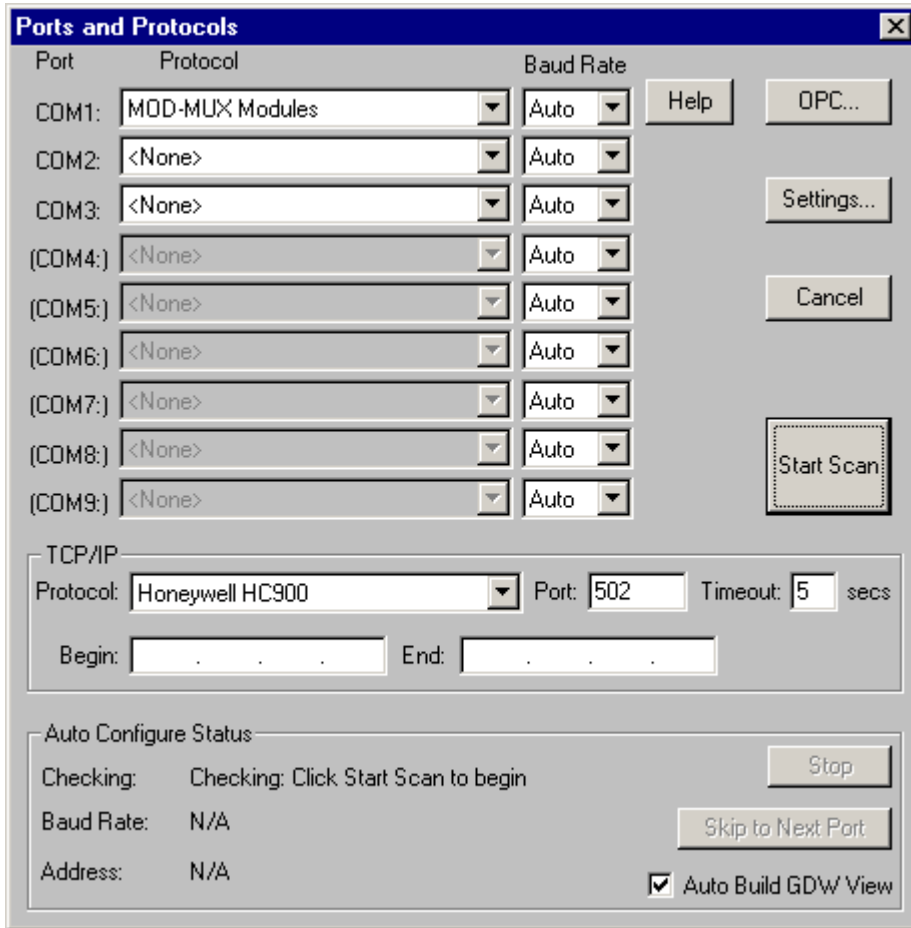 Ports and Protocols
Port Protocol Baud Rate
COM1: MOD-MUX Modules Auto Help OPC...
COM2: <None> Auto
COM3: <None> Auto Settings...
(COM4:) <None> Auto
(COM5:) <None> Auto Cancel
(COM6:) <None> Auto
(COM7:) <None> Auto
(COM8:) <None> Auto Start Scan
(COM9:) <None> Auto
TCP/IP
Protocol: Honeywell HC900 Port: 502 Timeout: 5 secs
Begin: . . . End: . . .
Auto Configure Status
Checking: Checking: Click Start Scan to begin Stop
Baud Rate: N/A Skip to Next Port
Address: N/A Auto Build GDW View